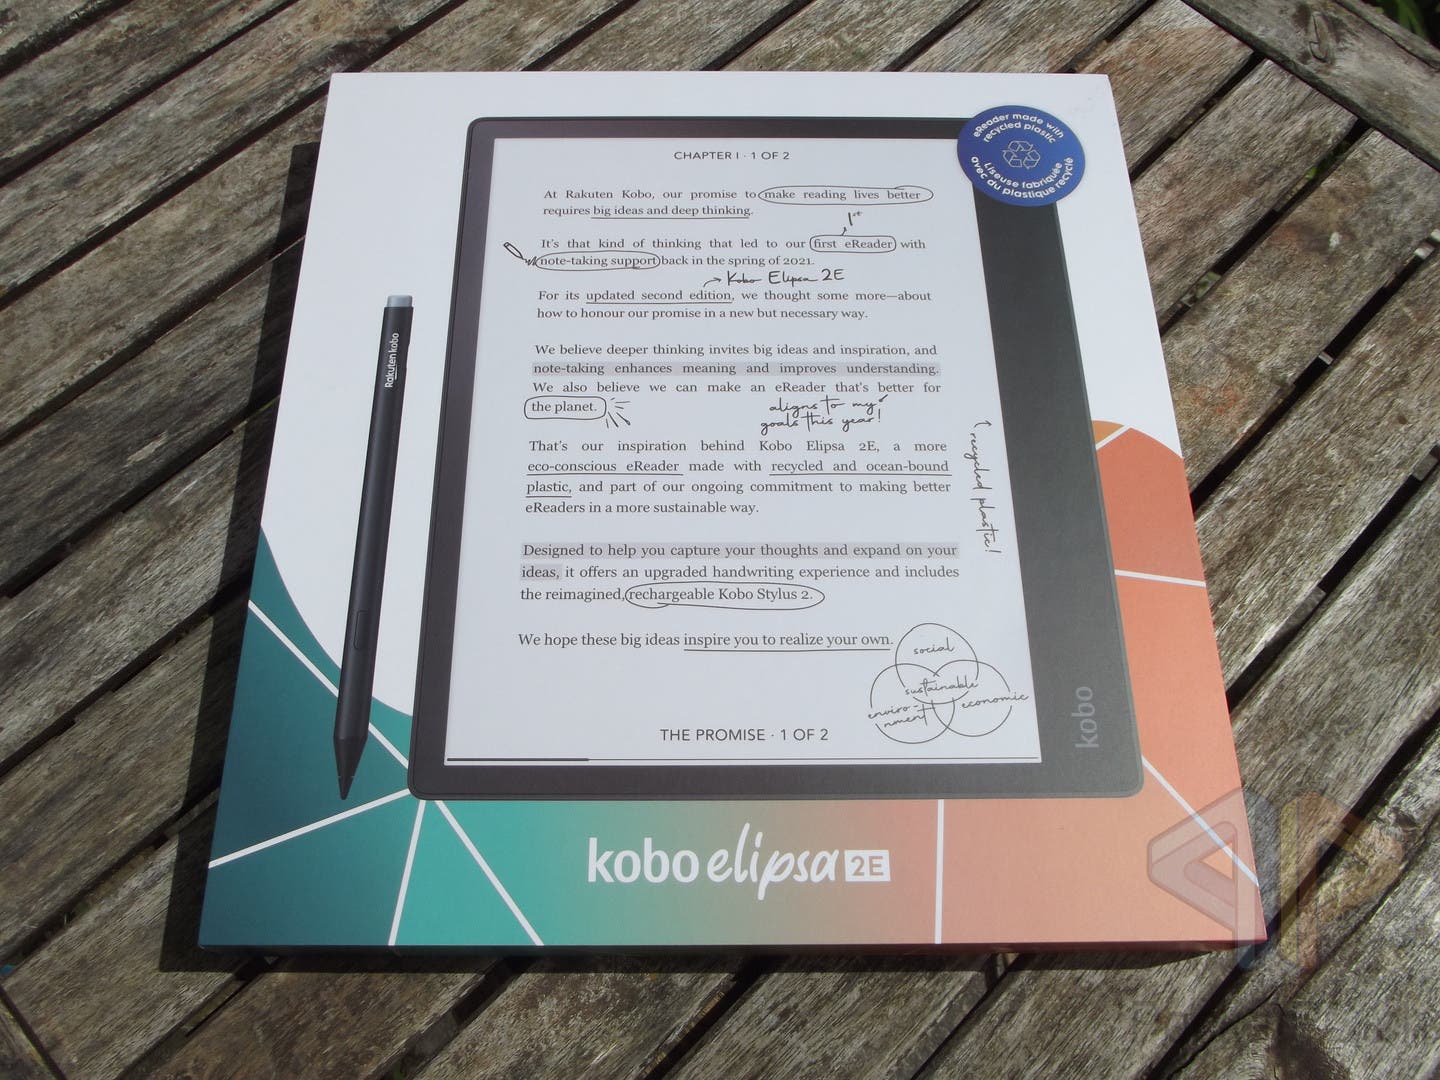 eReader made with
recycled plastic
Liseuse fabriquée
avec du plastique recyclé
CHAPTER I · 1 OF 2
At Rakuten Kobo, our promise to make reading lives better
requires big ideas and deep thinking.
1st
It's that kind of thinking that led to our first eReader with
note-taking support back in the spring of 2021.
Kobo Elipsa 2E
For its updated second edition, we thought some more—about
how to honour our promise in a new but necessary way.
Rakuten kobo
We believe deeper thinking invites big ideas and inspiration, and
note-taking enhances meaning and improves understanding.
We also believe we can make an eReader that's better for
the planet.
aligns to my
goals this year!
That's our inspiration behind Kobo Elipsa 2E, a more
eco-conscious eReader made with recycled and ocean-bound
plastic, and part of our ongoing commitment to making better
eReaders in a more sustainable way.
recycled plastic!
Designed to help you capture your thoughts and expand on your
ideas, it offers an upgraded handwriting experience and includes
the reimagined, rechargeable Kobo Stylus 2.
We hope these big ideas inspire you to realize your own.
social
sustainable
enviro-
nment
economic
kobo
THE PROMISE · 1 OF 2
kobo elipsa 2E